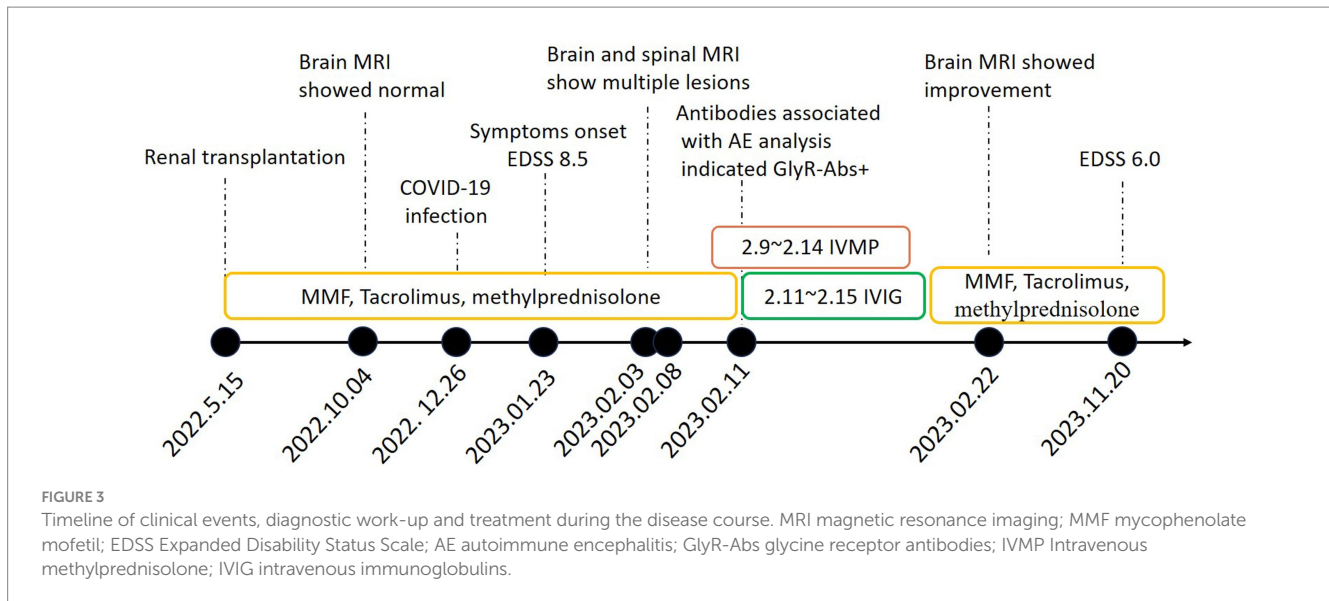 Brain MRI
showed normal
Brain and spinal MRI
show multiple lesions
Brain MRI showed
improvement
Renal transplantation
COVID-19
infection
Symptoms onset
EDSS 8.5
Antibodies associated
with AE analysis
indicated GlyR-Abs+
EDSS 6.0
2.9~2.14 IVMP
MMF, Tacrolimus, methylprednisolone
2.11~2.15 IVIG
MMF, Tacrolimus,
methylprednisolone
2022.5.15
2022.10.04
2022. 12.26
2023.01.23
2023.02.03
2023.02.08
2023.02.11
2023.02.22
2023.11.20
FIGURE 3
Timeline of clinical events, diagnostic work-up and treatment during the disease course. MRI magnetic resonance imaging; MMF mycophenolate
mofetil; EDSS Expanded Disability Status Scale; AE autoimmune encephalitis; GlyR-Abs glycine receptor antibodies; IVMP Intravenous
methylprednisolone; IVIG intravenous immunoglobulins.